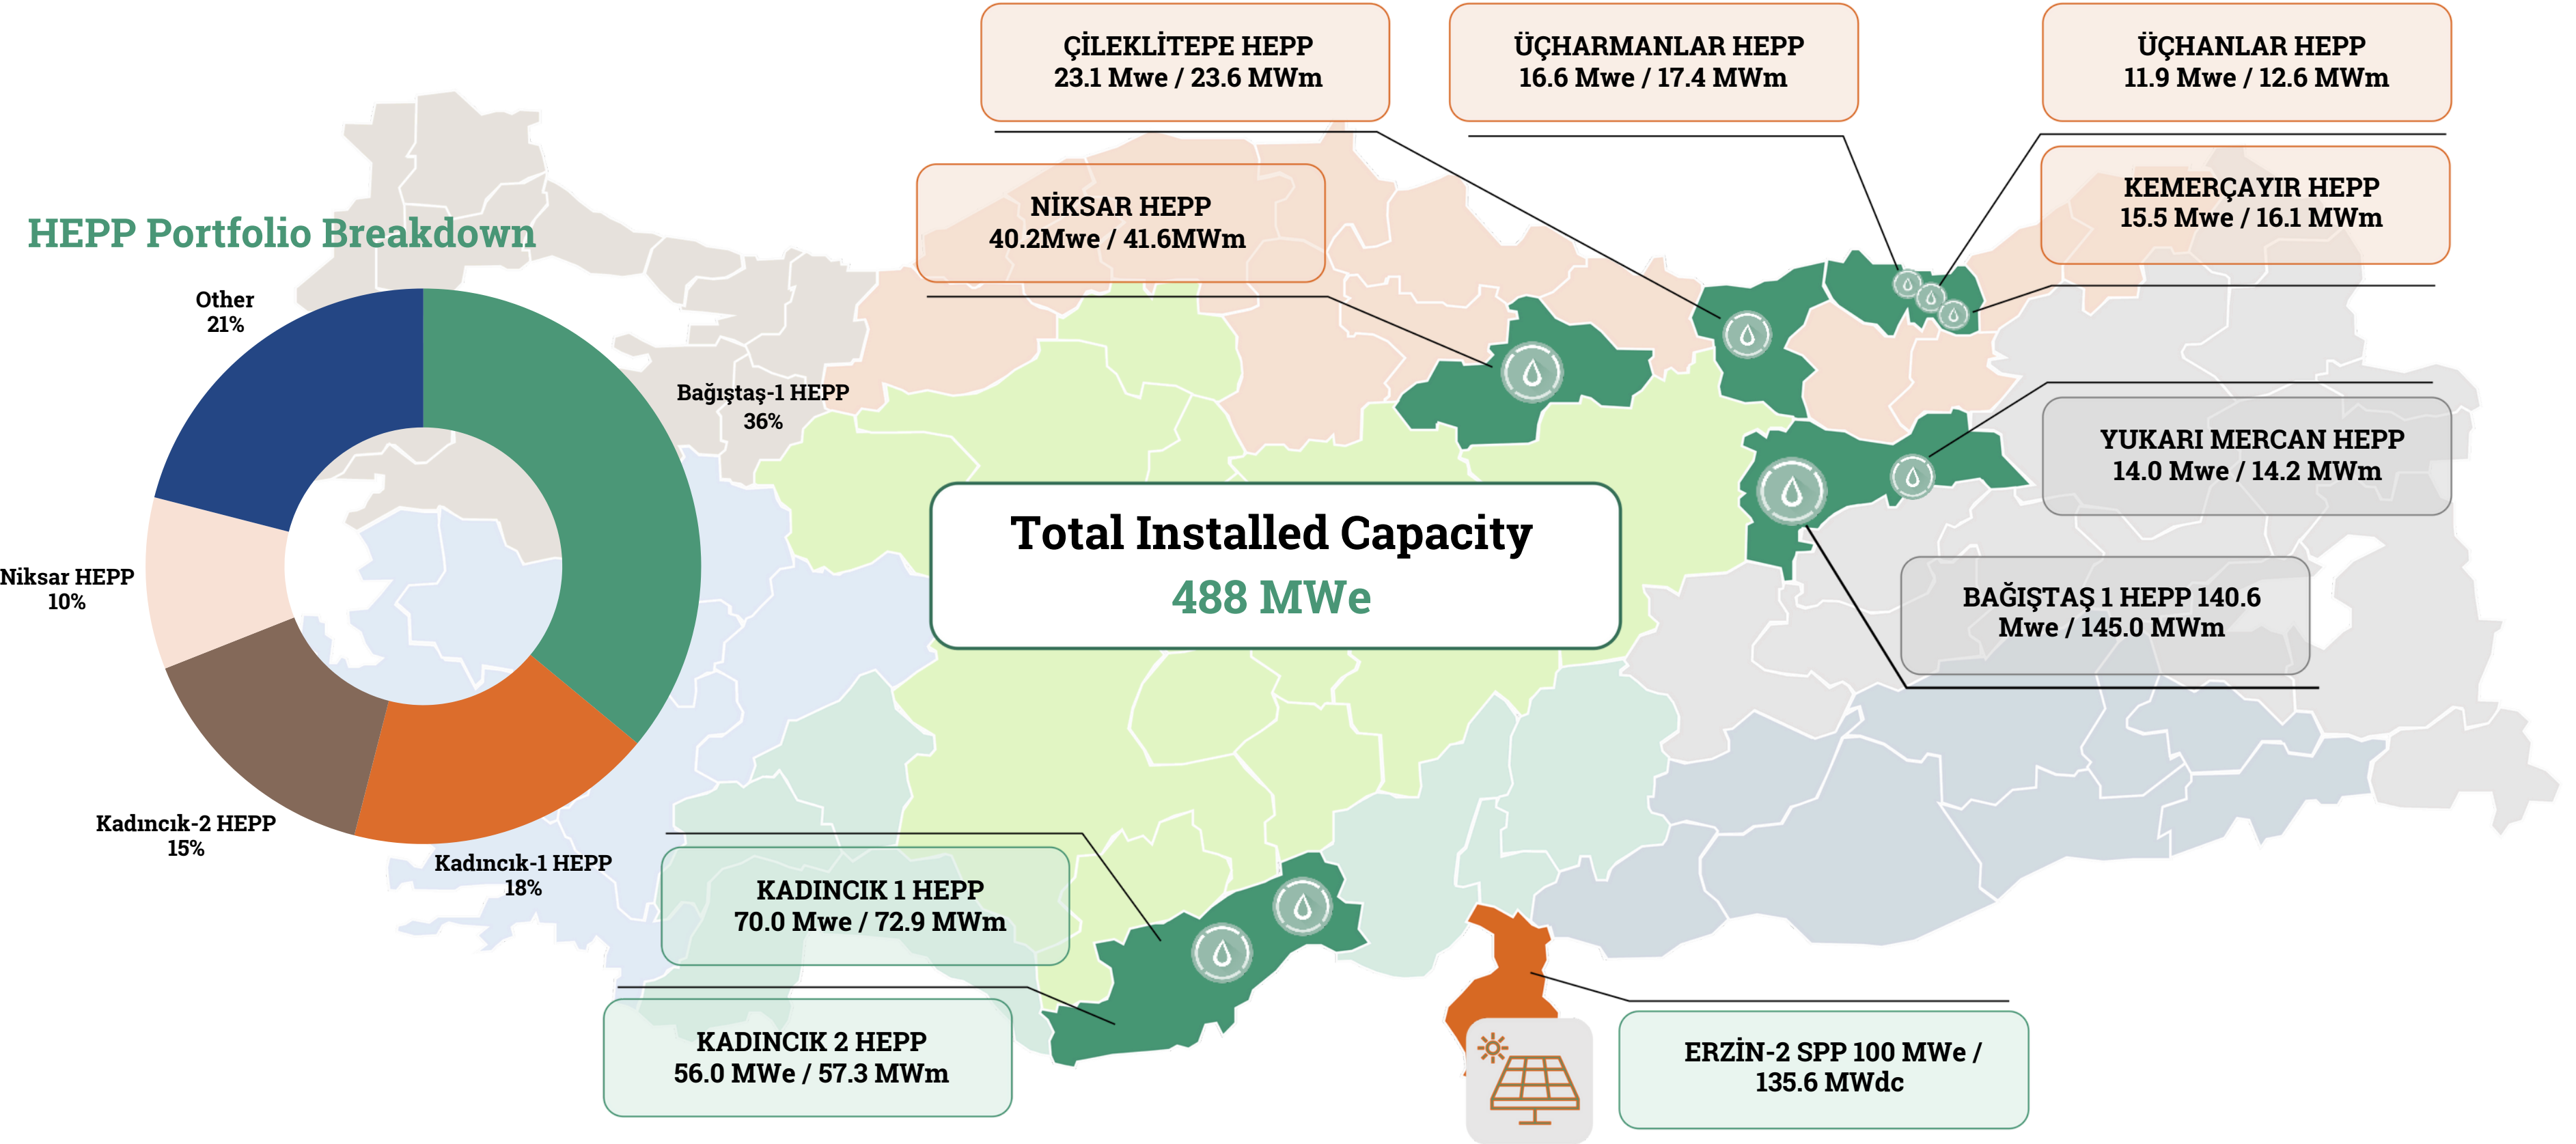 ÇİLEKLİTEPE HEPP
23.1 Mwe / 23.6 MWm
ÜÇHARMANLAR HEPP
16.6 Mwe / 17.4 MWm
ÜÇHANLAR HEPP
11.9 Mwe / 12.6 MWm
NİKSAR HEPP
40.2Mwe / 41.6MWm
KEMERÇAYIR HEPP
15.5 Mwe / 16.1 MWm
HEPP Portfolio Breakdown
Other
21%
Bağıştaş-1 HEPP
36%
Niksar HEPP
10%
Kadıncık-2 HEPP
15%
Kadıncık-1 HEPP
18%
Total Installed Capacity
488 MWe
YUKARI MERCAN HEPP
14.0 Mwe / 14.2 MWm
BAĞIŞTAŞ 1 HEPP 140.6
Mwe / 145.0 MWm
KADINCIK 1 HEPP
70.0 Mwe / 72.9 MWm
KADINCIK 2 HEPP
56.0 MWe / 57.3 MWm
ERZİN-2 SPP 100 MWe /
135.6 MWdc